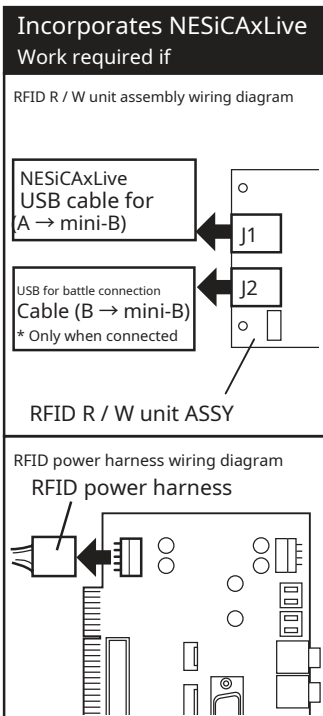 Incorporates NESiCAxLive
Work required if
RFID R / W unit assembly wiring diagram
NESiCAxLive
USB cable for
(A → mini-B)
J1
USB for battle connection
Cable (B → mini-B)
* Only when connected
J2
RFID R / W unit ASSY
RFID power harness wiring diagram
RFID power harness